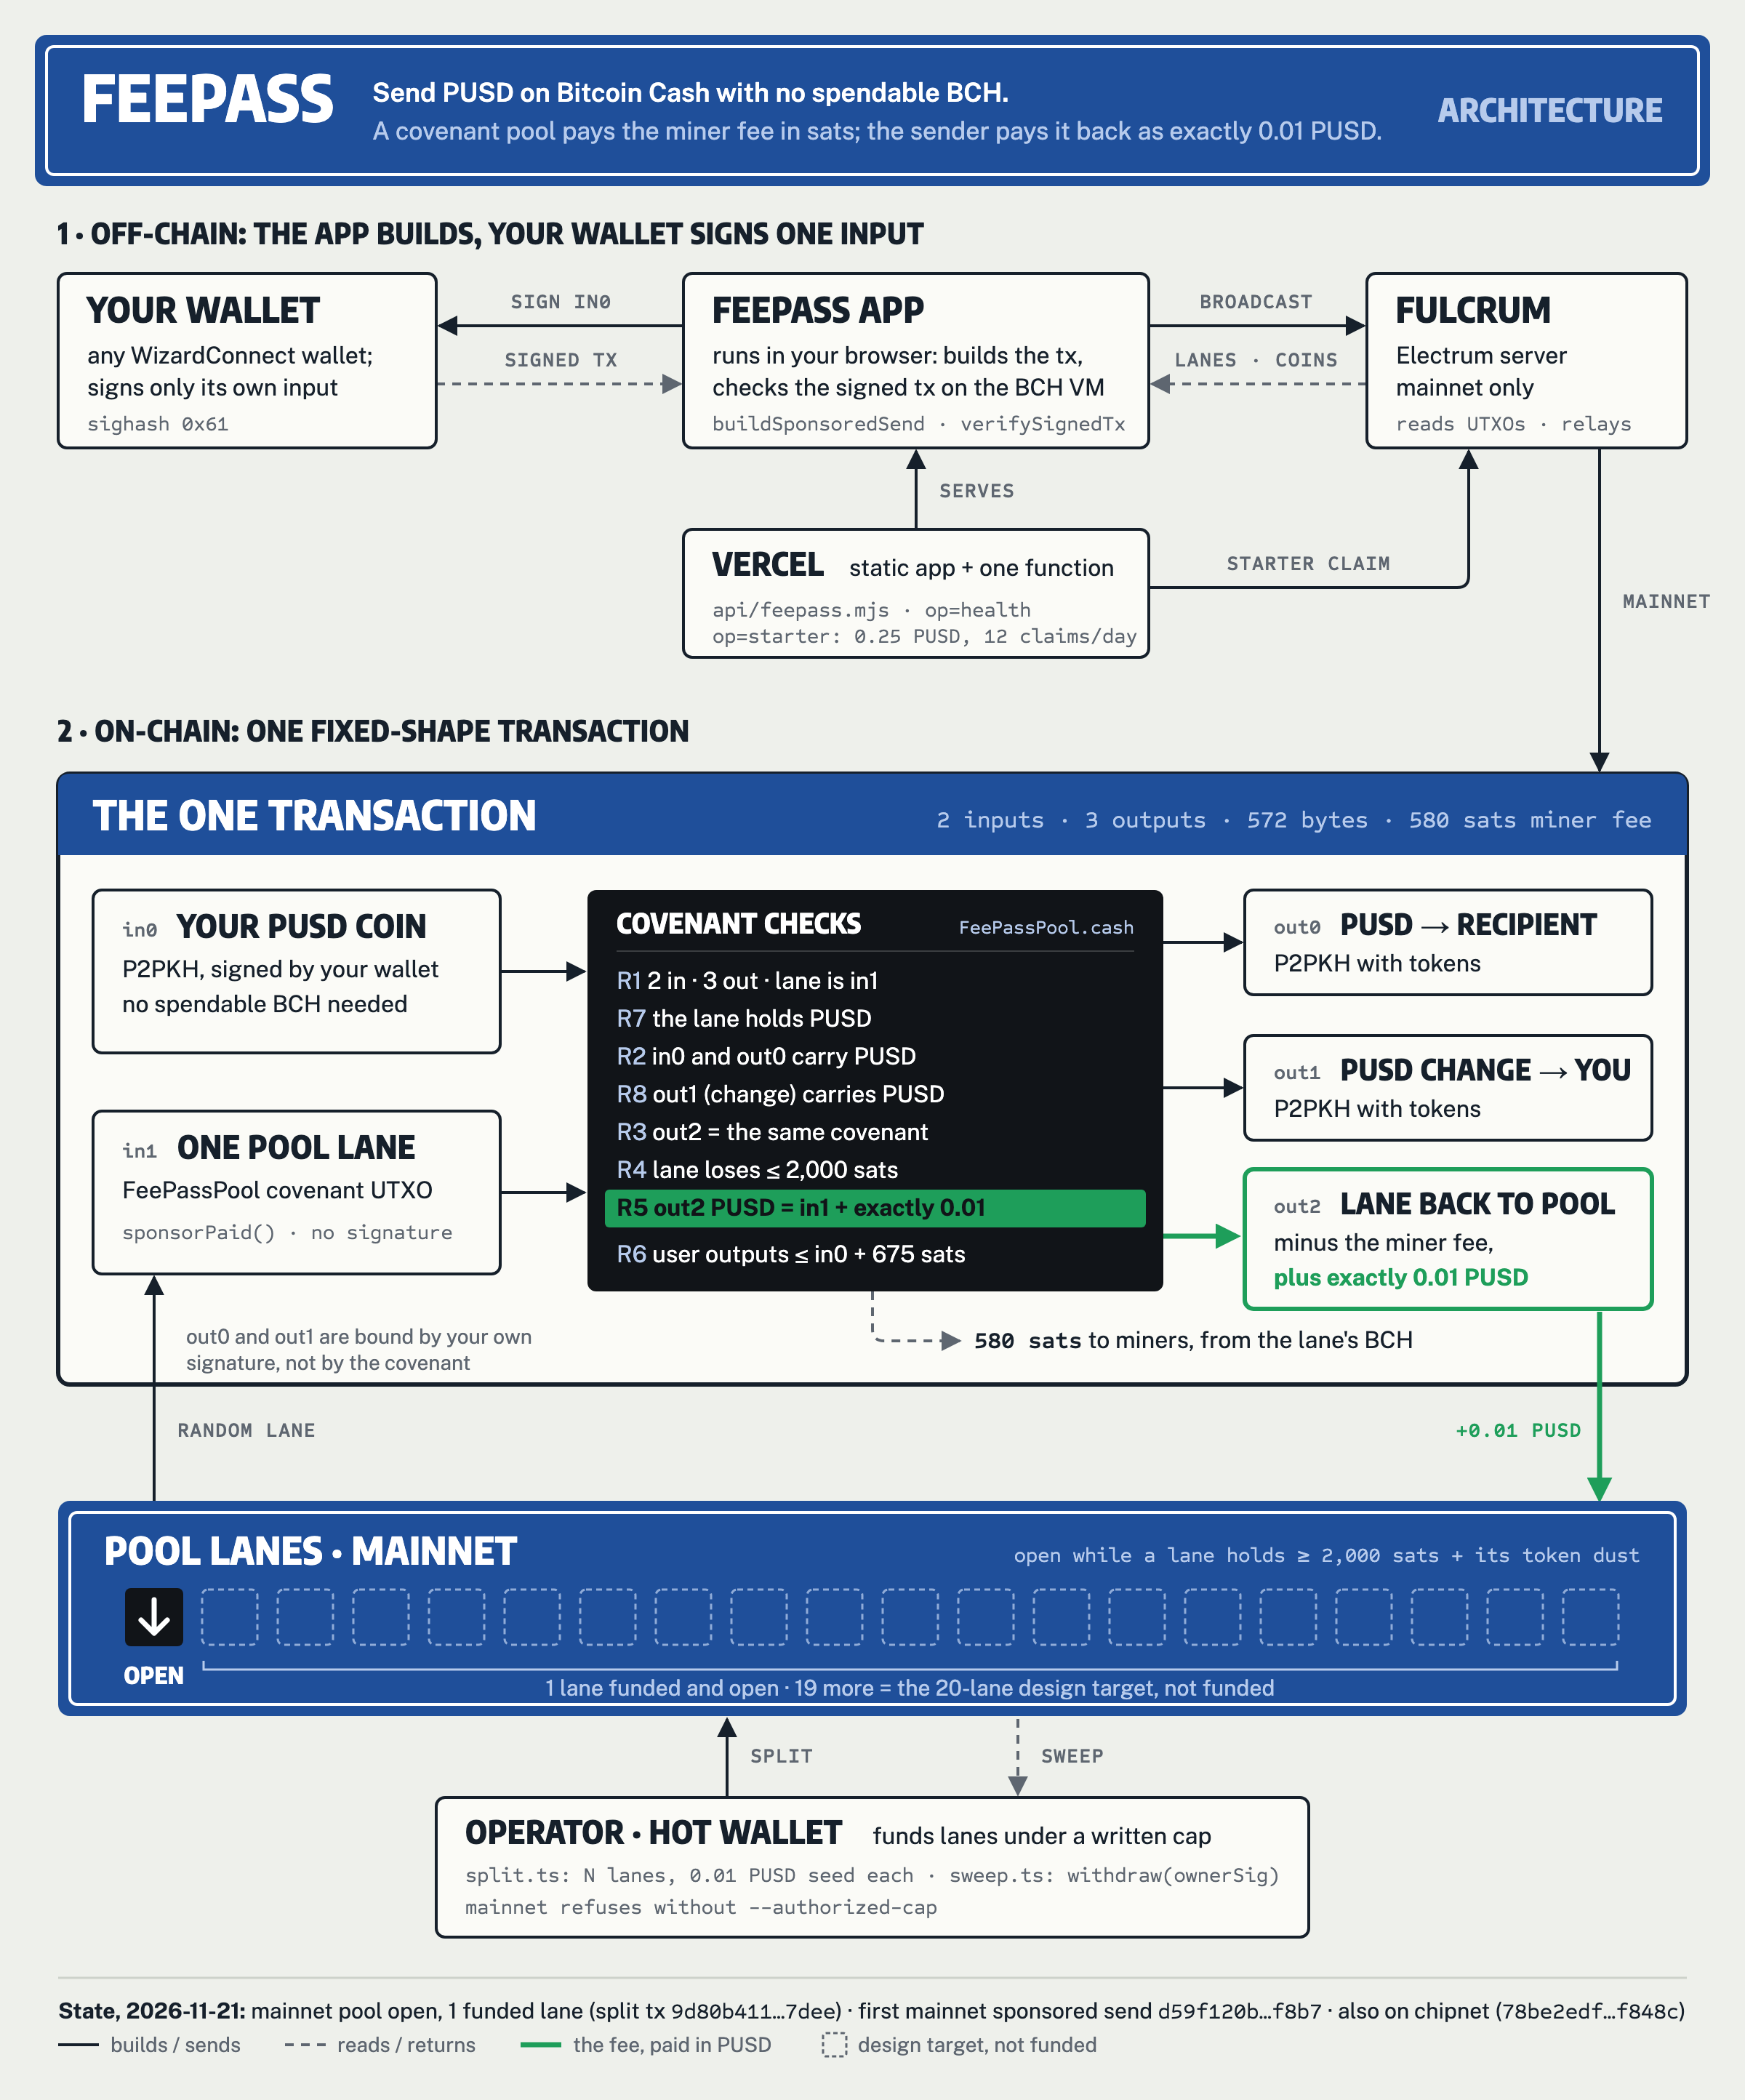 FEEPASS
Send PUSD on Bitcoin Cash with no spendable BCH.
A covenant pool pays the miner fee in sats; the sender pays it back as exactly 0.01 PUSD.
ARCHITECTURE
1 · OFF-CHAIN: THE APP BUILDS, YOUR WALLET SIGNS ONE INPUT
YOUR WALLET
any WizardConnect wallet;
signs only its own input
sighash 0x61
SIGN IN0
SIGNED TX
FEEPASS APP
runs in your browser: builds the tx,
checks the signed tx on the BCH VM
buildSponsoredSend · verifySignedTx
BROADCAST
LANES · COINS
FULCRUM
Electrum server
mainnet only
reads UTXOs · relays
SERVES
VERCEL static app + one function
api/feepass.mjs · op=health
op=starter: 0.25 PUSD, 12 claims/day
STARTER CLAIM
MAINNET
2 · ON-CHAIN: ONE FIXED-SHAPE TRANSACTION
THE ONE TRANSACTION
2 inputs · 3 outputs · 572 bytes · 580 sats miner fee
in0 YOUR PUSD COIN
P2PKH, signed by your wallet
no spendable BCH needed
in1 ONE POOL LANE
FeePassPool covenant UTXO
sponsorPaid() · no signature
COVENANT CHECKS FeePassPool.cash
R1 2 in · 3 out · lane is in1
R7 the lane holds PUSD
R2 in0 and out0 carry PUSD
R8 out1 (change) carries PUSD
R3 out2 = the same covenant
R4 lane loses ≤ 2,000 sats
R5 out2 PUSD = in1 + exactly 0.01
R6 user outputs ≤ in0 + 675 sats
out0 PUSD → RECIPIENT
P2PKH with tokens
out1 PUSD CHANGE → YOU
P2PKH with tokens
out2 LANE BACK TO POOL
minus the miner fee,
plus exactly 0.01 PUSD
out0 and out1 are bound by your own
signature, not by the covenant
580 sats to miners, from the lane's BCH
RANDOM LANE
+0.01 PUSD
POOL LANES · MAINNET
open while a lane holds ≥ 2,000 sats + its token dust
OPEN
1 lane funded and open · 19 more = the 20-lane design target, not funded
SPLIT
SWEEP
OPERATOR · HOT WALLET funds lanes under a written cap
split.ts: N lanes, 0.01 PUSD seed each · sweep.ts: withdraw(ownerSig)
mainnet refuses without --authorized-cap
State, 2026-11-21: mainnet pool open, 1 funded lane (split tx 9d80b411…7dee) · first mainnet sponsored send d59f120b…f8b7 · also on chipnet (78be2edf…f848c)
builds / sends
reads / returns
the fee, paid in PUSD
design target, not funded